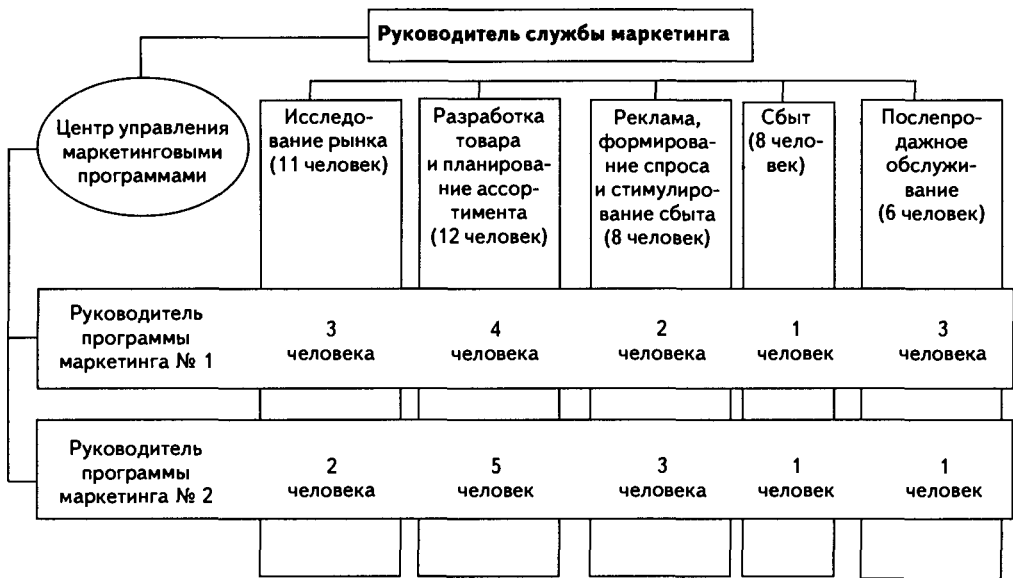 Руководитель службы маркетинга
Центр управления
маркетинговыми
программами
Исследо-
вание рынка
(11 человек)
Разработка
товара
и планирова-
ние ассор-
тимента
(12 человек)
Реклама,
формирова-
ние спроса
и стимулиро-
вание сбыта
(8 человек)
Сбыт
(8 чело-
век)
Послепро-
дажное
обслужи-
вание
(6 человек)
Руководитель
программы
маркетинга № 1
3
человека
4
человека
2
человека
1
человек
3
человека
Руководитель
программы
маркетинга № 2
2
человека
5
человек
3
человека
1
человек
1
человек